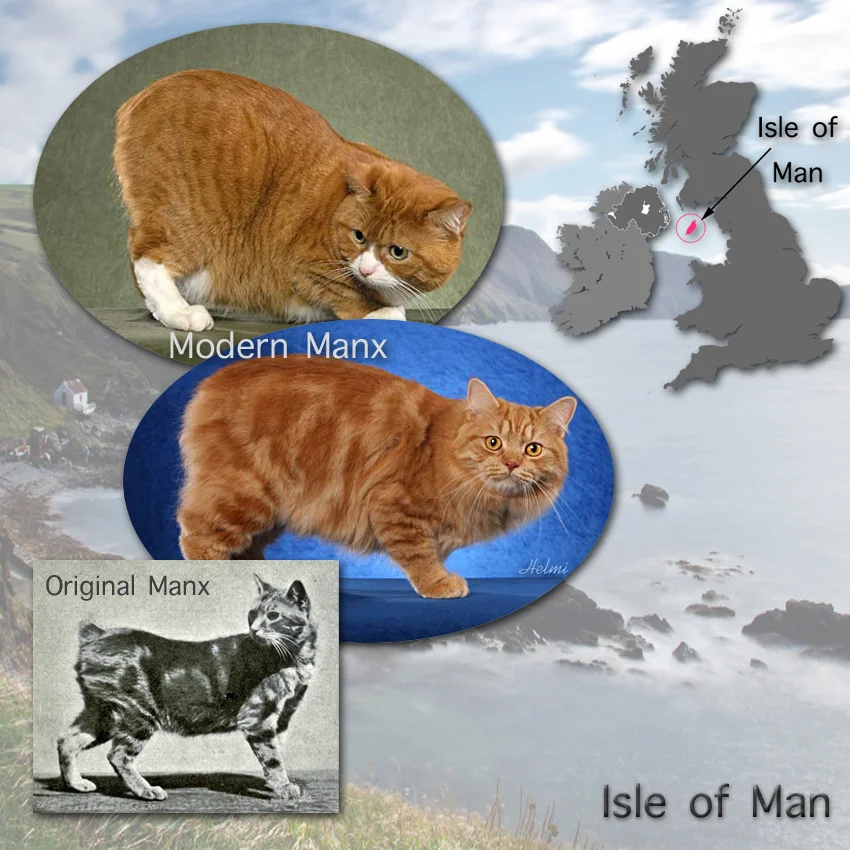 Isle of
Man
Modern Manx
Helmi
Original Manx
Isle of Man